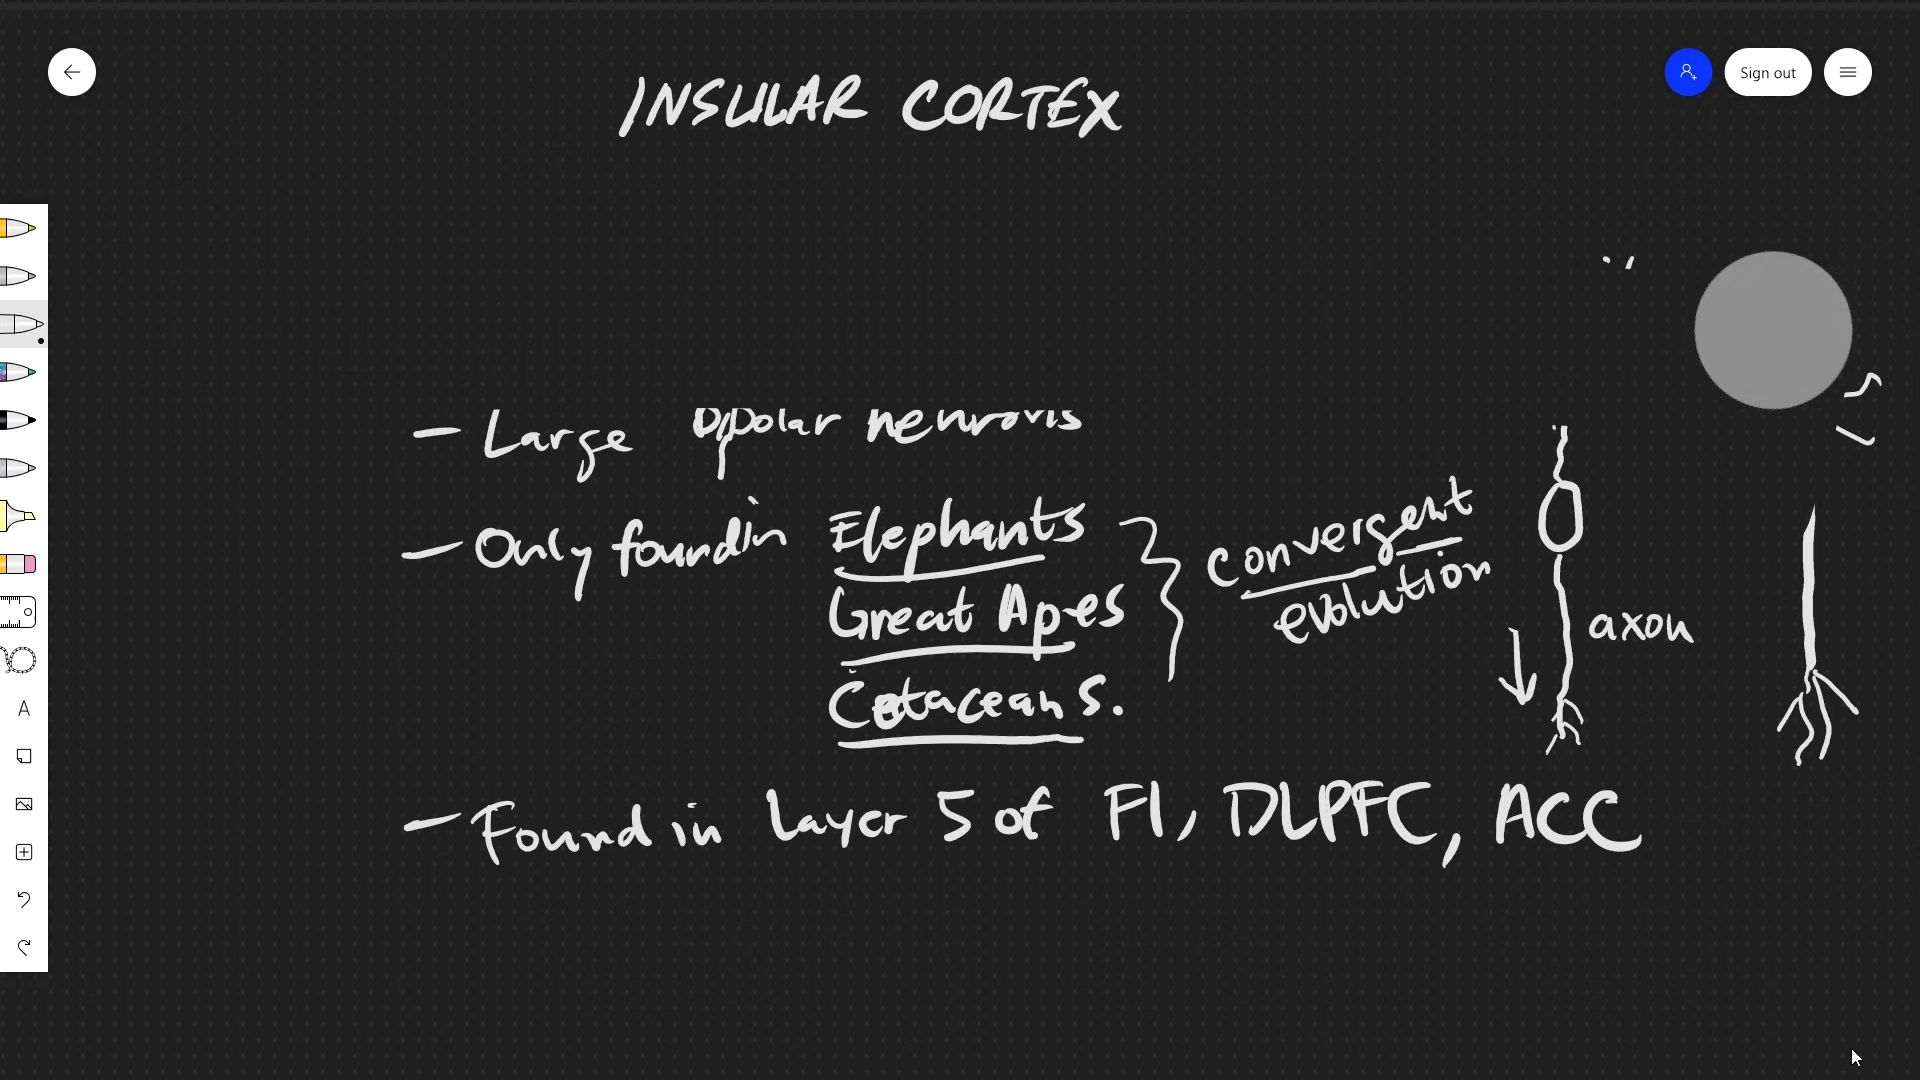 INSULAR CORTEX
Sign out
- Large bipolar neurons
- Only found in Elephants
Great Apes
Cetaceans.
convergent
evolution
axon
- Found in Layer 5 of FI, DLPFC, ACC